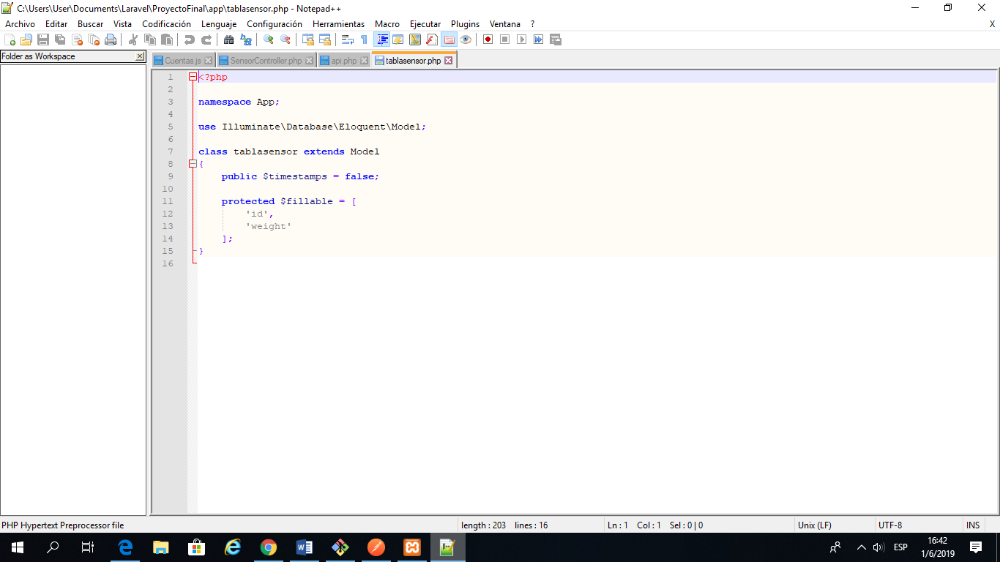 C:\Users\User\Documents\Laravel\ProyectoFinal\app\tablasensor.php - Notepad++
Archivo Editar Buscar Vista Codificación Lenguaje Configuración Herramientas Macro Ejecutar Plugins Ventana ? X
Folder as Workspace
Cuentas.js SensorController.php api.php tablasensor.php
1 <?php
2
3 namespace App;
4
5 use Illuminate\Database\Eloquent\Model;
6
7 class tablasensor extends Model
8 {
9 public $timestamps = false;
10
11 protected $fillable = [
12 'id',
13 'weight'
14 ];
15 }
16
PHP Hypertext Preprocessor file length : 203 lines : 16 Ln : 1 Col : 1 Sel : 0 | 0 Unix (LF) UTF-8 INS
ESP
16:42
1/6/2019